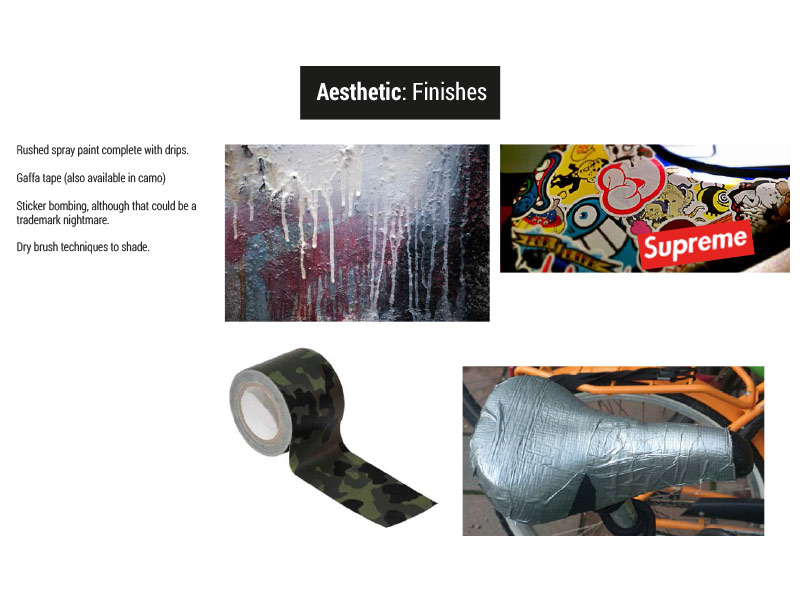 Aesthetic: Finishes
Rushed spray paint complete with drips.
Gaffa tape (also available in camo)
Sticker bombing, although that could be a
trademark nightmare.
Dry brush techniques to shade.
Supreme